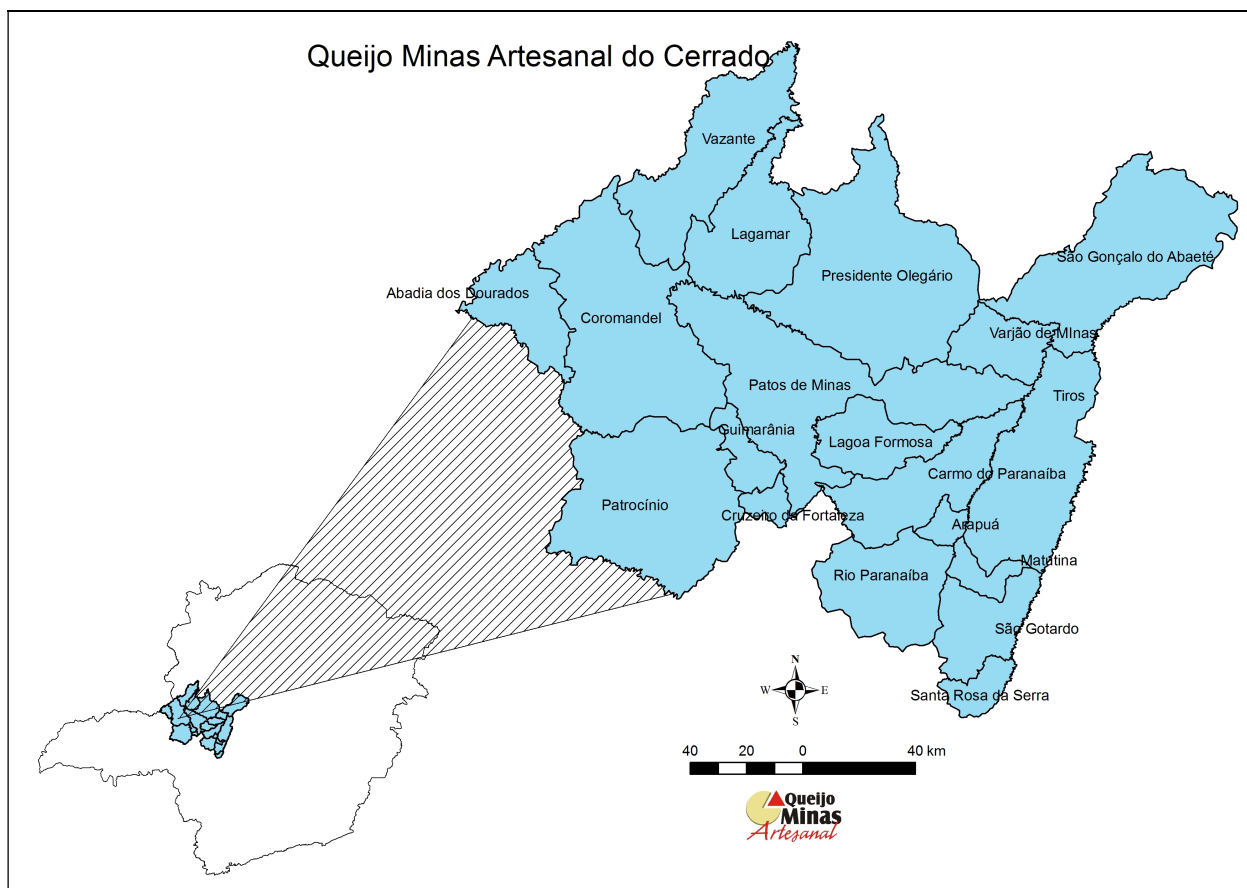 Queijo Minas Artesanal do Cerrado
Vazante
Lagamar
São Gonçalo do Abaeté
Presidente Olegário
Abadia dos Dourados
Coromandel
Varjão de MInas
Patos de Minas
Tiros
Guimarânia
Lagoa Formosa
Carmo do Paranaíba
Patrocínio
Cruzeiro da Fortaleza
Arapuá
Matutina
Rio Paranaíba
São Gotardo
Santa Rosa da Serra
N
W E
S
40 20 0 40 km
Queijo
Minas
Artesanal